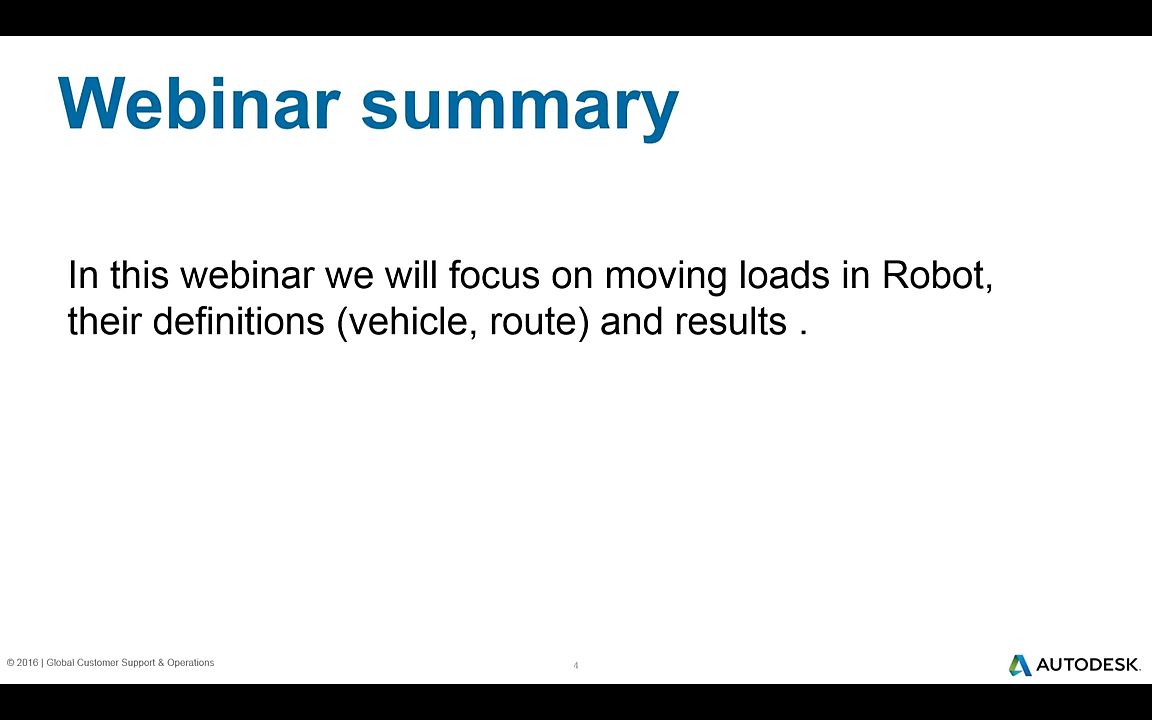 Webinar summary
In this webinar we will focus on moving loads in Robot,
their definitions (vehicle, route) and results .
© 2016 | Global Customer Support & Operations
4
AUTODESK.